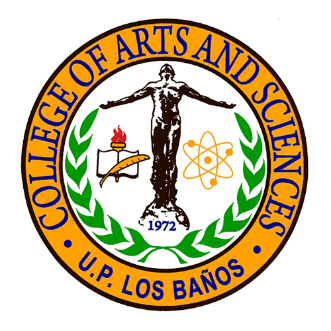 COLLEGE OF ARTS AND SCIENCES
1972
• U.P. LOS BAÑOS •